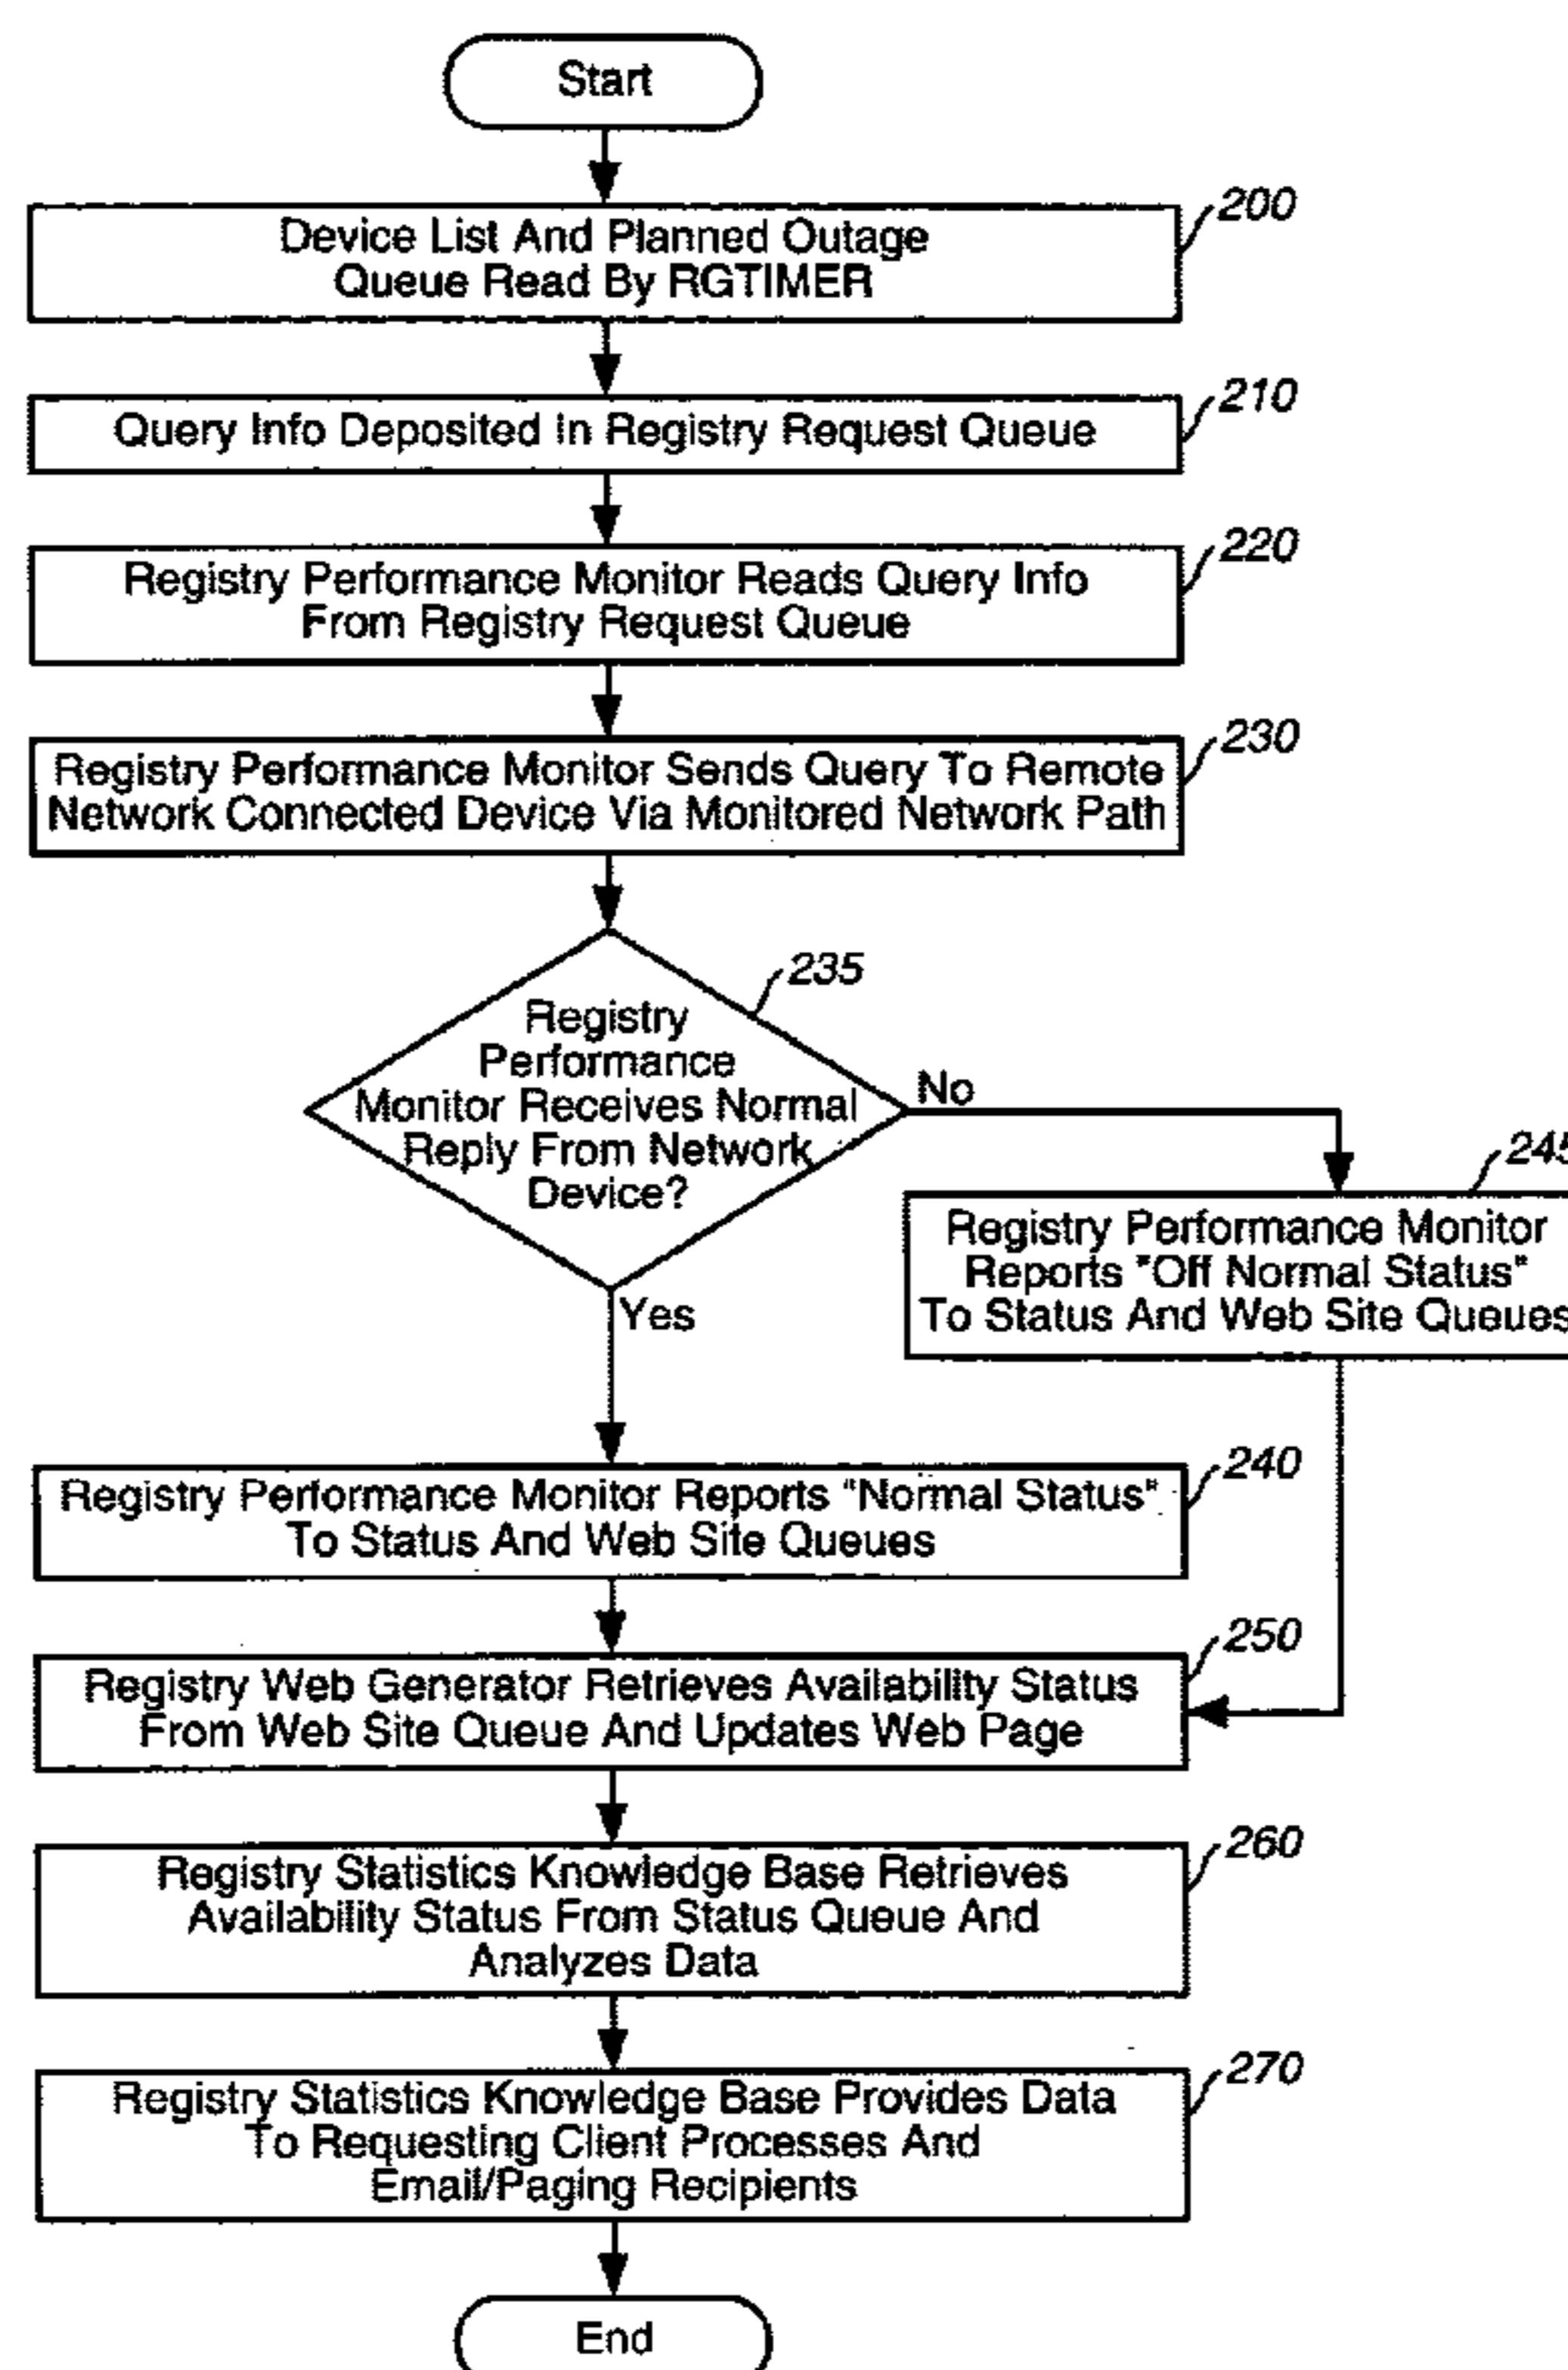 Start
200
Device List And Planned Outage
Queue Read By RGTIMER
210
Query Info Deposited In Registry Request Queue
220
Registry Performance Monitor Reads Query Info
From Registry Request Queue
230
Registry Performance Monitor Sends Query To Remote
Network Connected Device Via Monitored Network Path
235
Registry
Performance
Monitor Receives Normal
Reply From Network
Device?
No
245
Registry Performance Monitor
Reports "Off Normal Status"
To Status And Web Site Queues
Yes
240
Registry Performance Monitor Reports "Normal Status"
To Status And Web Site Queues
250
Registry Web Generator Retrieves Availability Status
From Web Site Queue And Updates Web Page
260
Registry Statistics Knowledge Base Retrieves
Availability Status From Status Queue And
Analyzes Data
270
Registry Statistics Knowledge Base Provides Data
To Requesting Client Processes And
Email/Paging Recipients
End